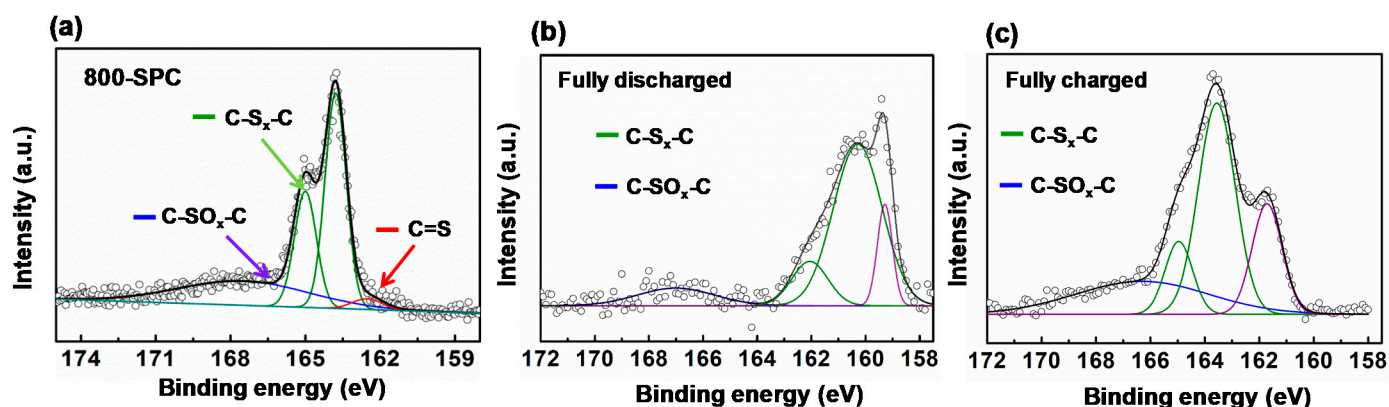 (a)
800-SPC
C-Sₓ-C
C-SOₓ-C
C=S
Intensity (a.u.)
174 171 168 165 162 159
Binding energy (eV)
(b)
Fully discharged
C-Sₓ-C
C-SOₓ-C
Intensity (a.u.)
172 170 168 166 164 162 160 158
Binding energy (eV)
(c)
Fully charged
C-Sₓ-C
C-SOₓ-C
Intensity (a.u.)
172 170 168 166 164 162 160 158
Binding energy (eV)